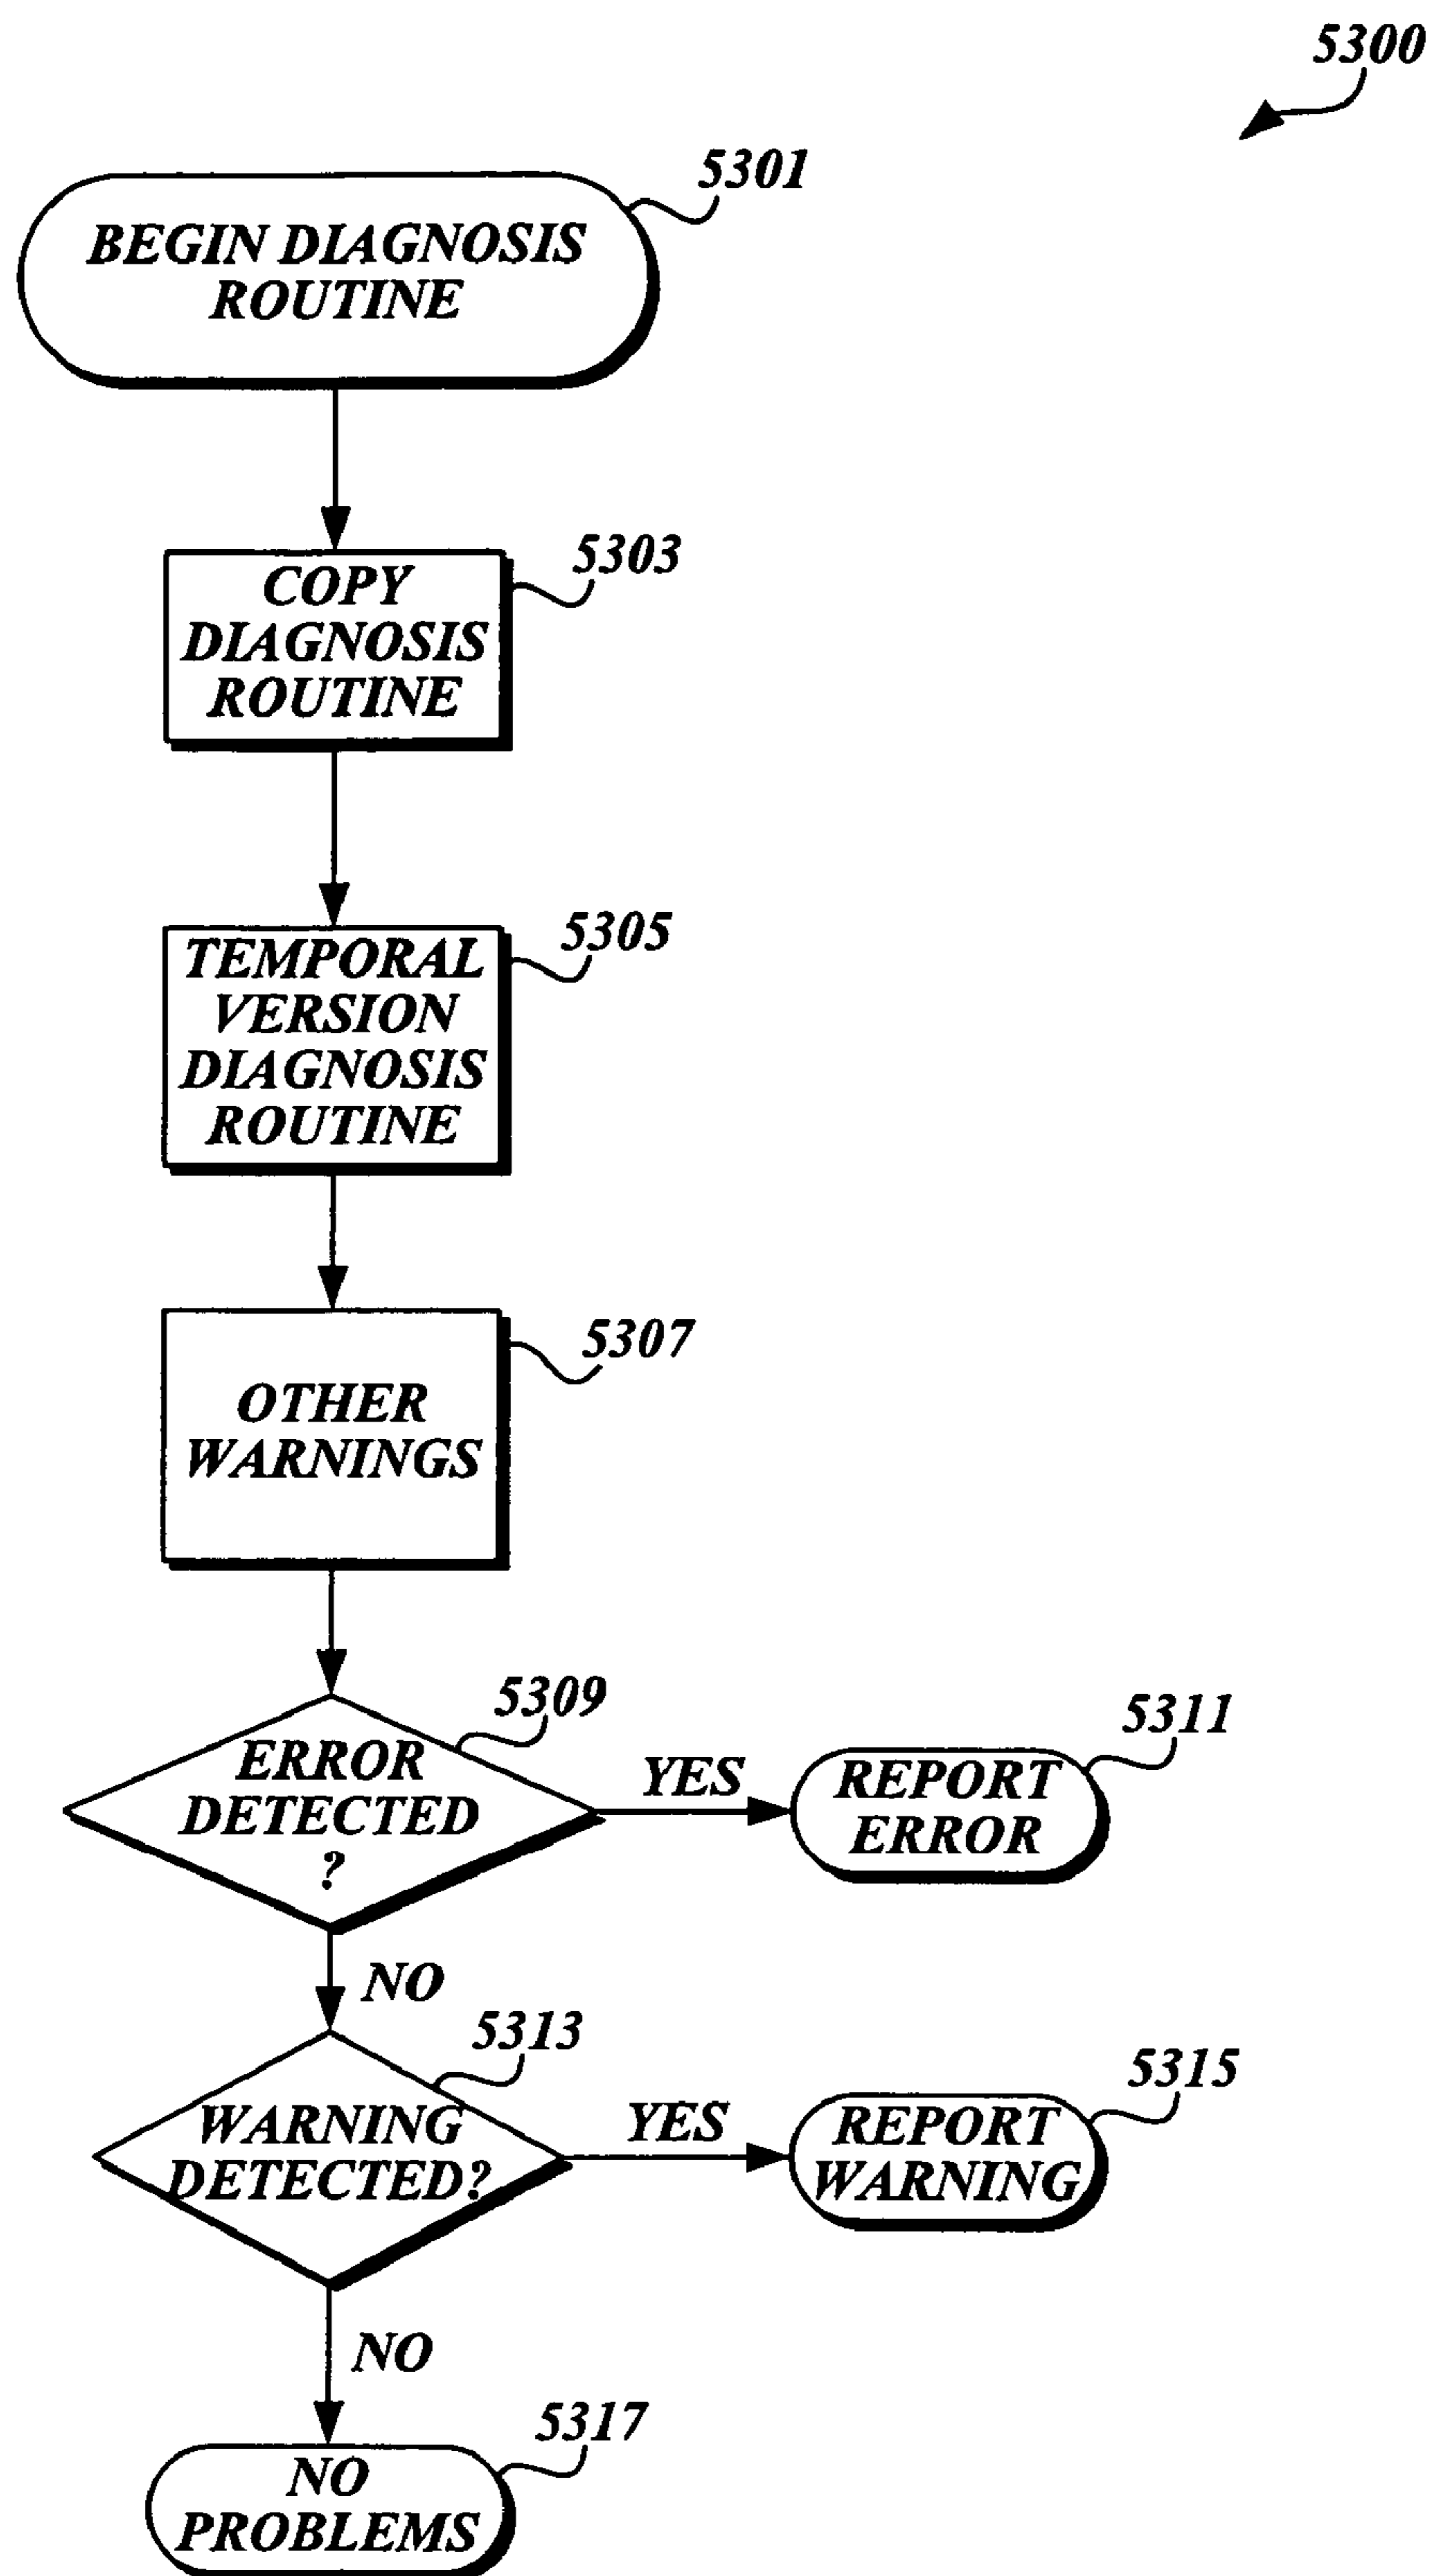 5300
5301
BEGIN DIAGNOSIS
ROUTINE
5303
COPY
DIAGNOSIS
ROUTINE
5305
TEMPORAL
VERSION
DIAGNOSIS
ROUTINE
5307
OTHER
WARNINGS
5309
ERROR
DETECTED
?
YES
5311
REPORT
ERROR
NO
5313
WARNING
DETECTED?
YES
5315
REPORT
WARNING
NO
5317
NO
PROBLEMS